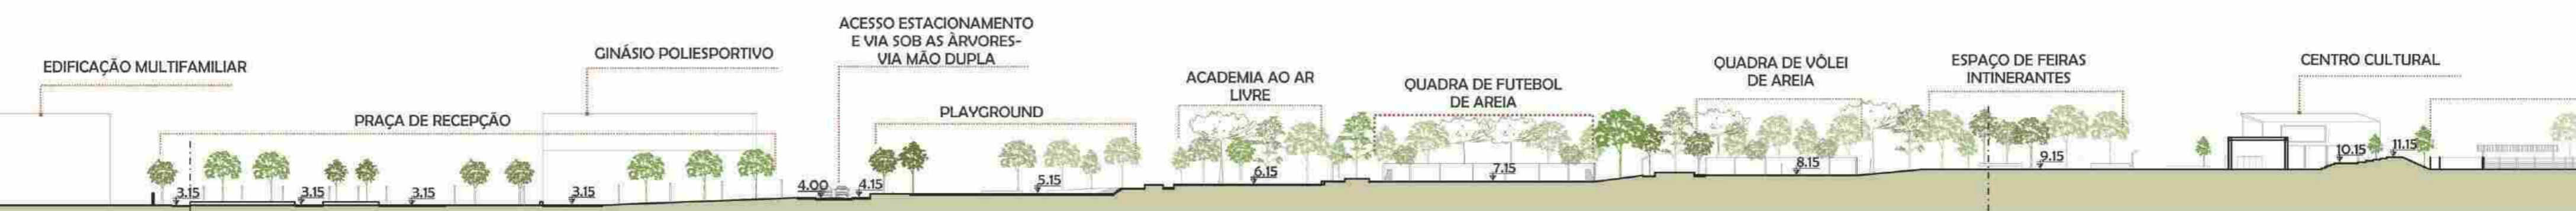 EDIFICAÇÃO MULTIFAMILIAR
PRAÇA DE RECEPÇÃO
GINÁSIO POLIESPORTIVO
ACESSO ESTACIONAMENTO
E VIA SOB AS ÀRVORES-
VIA MÃO DUPLA
PLAYGROUND
ACADEMIA AO AR
LIVRE
QUADRA DE FUTEBOL
DE AREIA
QUADRA DE VÔLEI
DE AREIA
ESPAÇO DE FEIRAS
INTINERANTES
CENTRO CULTURAL
3.15
3.15
3.15
3.15
4.00
4.15
5.15
6.15
7.15
8.15
9.15
10.15
11.15